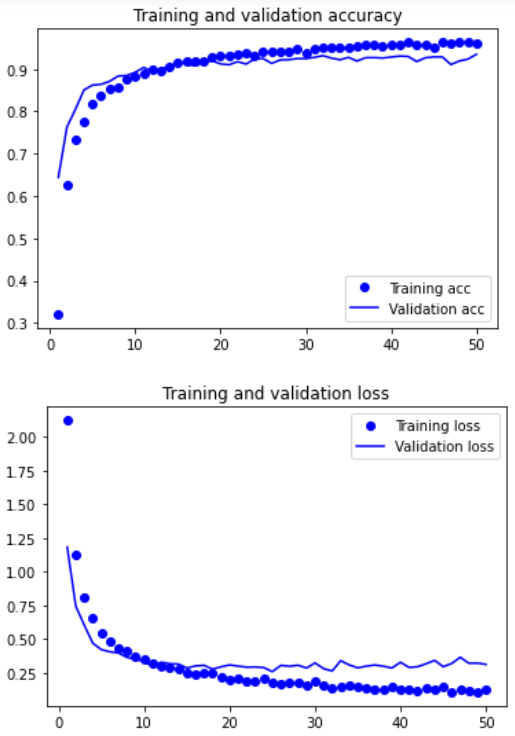 Training and validation accuracy
0.9
0.8
0.7
0.6
0.5
0.4
0.3
Training acc
Validation acc
0 10 20 30 40 50
Training and validation loss
2.00
1.75
1.50
1.25
1.00
0.75
0.50
0.25
Training loss
Validation loss
0 10 20 30 40 50